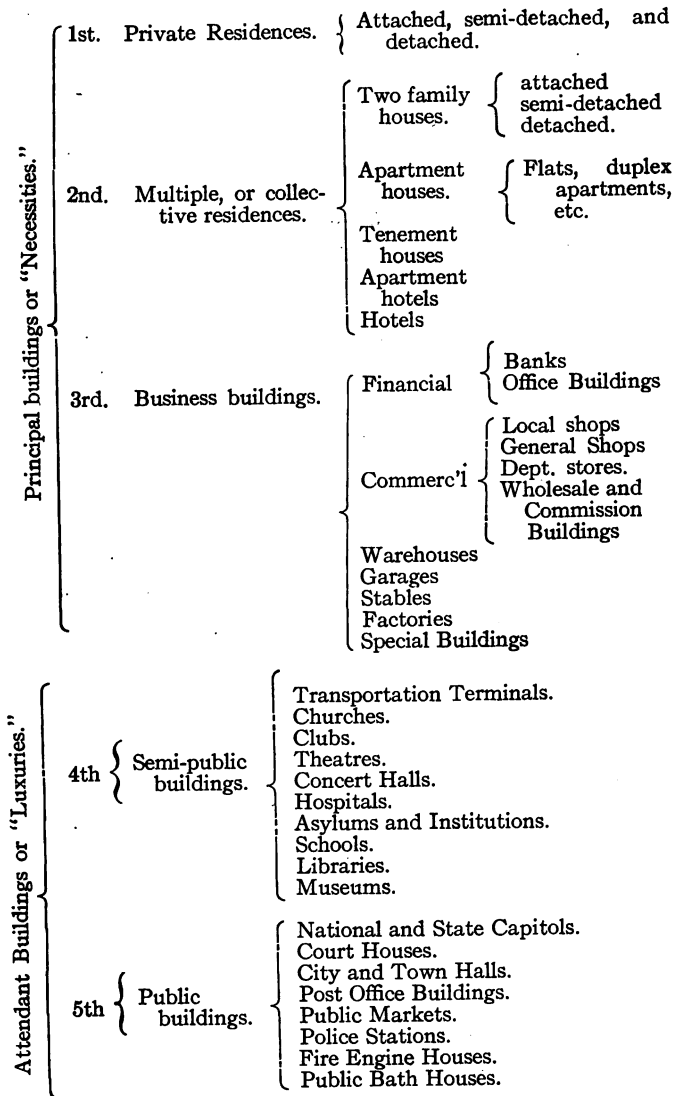 Principal buildings or “Necessities.”
1st. Private Residences.
Attached, semi-detached, and
detached.
2nd. Multiple, or collec-
tive residences.
Two family
houses.
attached
semi-detached
detached.
Apartment
houses.
Flats, duplex
apartments,
etc.
Tenement
houses
Apartment
hotels
Hotels
3rd. Business buildings.
Financial
Banks
Office Buildings
Commerc'i
Local shops
General Shops
Dept. stores.
Wholesale and
Commission
Buildings
Warehouses
Garages
Stables
Factories
Special Buildings
Attendant Buildings or “Luxuries.”
4th Semi-public
buildings.
Transportation Terminals.
Churches.
Clubs.
Theatres.
Concert Halls.
Hospitals.
Asylums and Institutions.
Schools.
Libraries.
Museums.
5th Public
buildings.
National and State Capitols.
Court Houses.
City and Town Halls.
Post Office Buildings.
Public Markets.
Police Stations.
Fire Engine Houses.
Public Bath Houses.